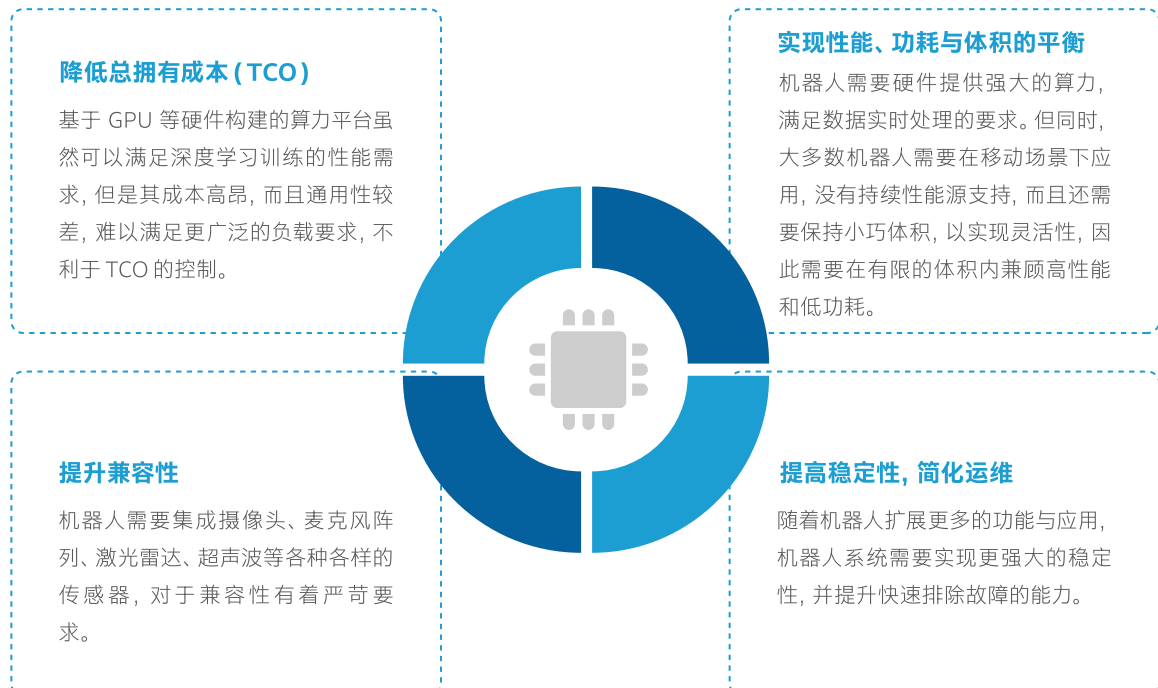 降低总拥有成本 ( TCO )
基于 GPU 等硬件构建的算力平台虽
然可以满足深度学习训练的性能需
求, 但是其成本高昂, 而且通用性较
差, 难以满足更广泛的负载要求, 不
利于 TCO 的控制。
实现性能、功耗与体积的平衡
机器人需要硬件提供强大的算力,
满足数据实时处理的要求。但同时,
大多数机器人需要在移动场景下应
用, 没有持续性能源支持, 而且还需
要保持小巧体积, 以实现灵活性, 因
此需要在有限的体积内兼顾高性能
和低功耗。
提升兼容性
机器人需要集成摄像头、麦克风阵
列、激光雷达、超声波等各种各样的
传感器, 对于兼容性有着严苛要
求。
提高稳定性, 简化运维
随着机器人扩展更多的功能与应用,
机器人系统需要实现更强大的稳定
性, 并提升快速排除故障的能力。